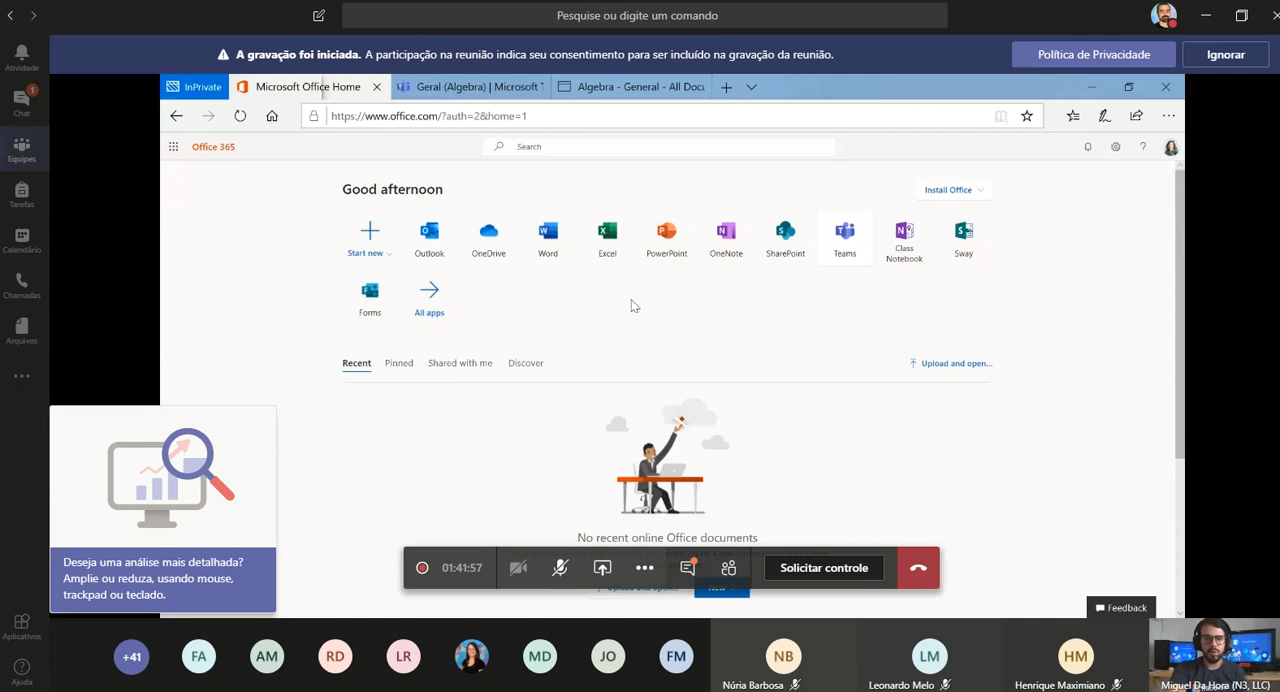 Pesquise ou digite um comando
A gravação foi iniciada. A participação na reunião indica seu consentimento para ser incluído na gravação da reunião.
Política de Privacidade
Ignorar
Atividade
1
Chat
Equipes
Tarefas
Calendário
Chamadas
Arquivos
Aplicativos
Ajuda
InPrivate
Microsoft Office Home
Geral (Algebra) | Microsoft T
Algebra - General - All Docu
https://www.office.com/?auth=2&home=1
Office 365
Search
Good afternoon
Install Office
Start new
Outlook
OneDrive
Word
Excel
PowerPoint
OneNote
SharePoint
Teams
Class
Notebook
Sway
Forms
All apps
Recent
Pinned
Shared with me
Discover
Upload and open...
No recent online Office documents
Upload and open...
New
Deseja uma análise mais detalhada?
Amplie ou reduza, usando mouse,
trackpad ou teclado.
01:41:57
Solicitar controle
Feedback
+41
FA
AM
RD
LR
MD
JO
FM
NB
Núria Barbosa
LM
Leonardo Melo
HM
Henrique Maximiano
Miguel Da Hora (N3, LLC)